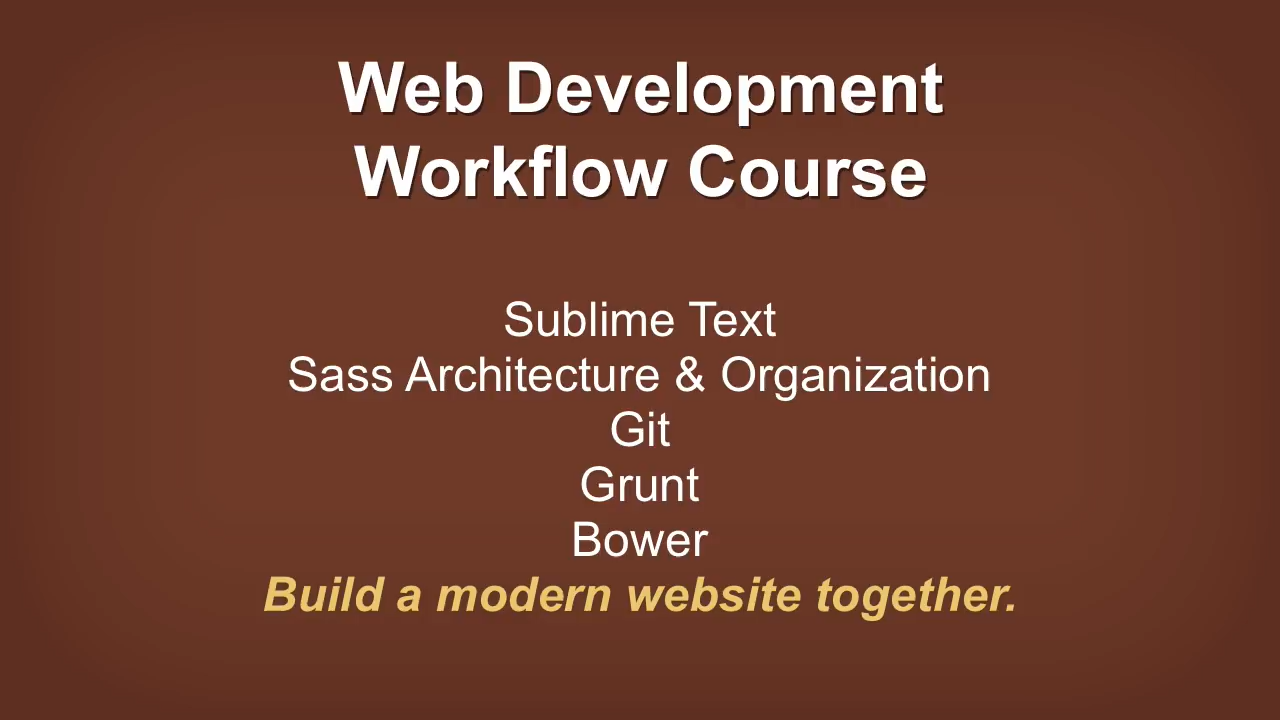 Web Development
Workflow Course
Sublime Text
Sass Architecture & Organization
Git
Grunt
Bower
Build a modern website together.